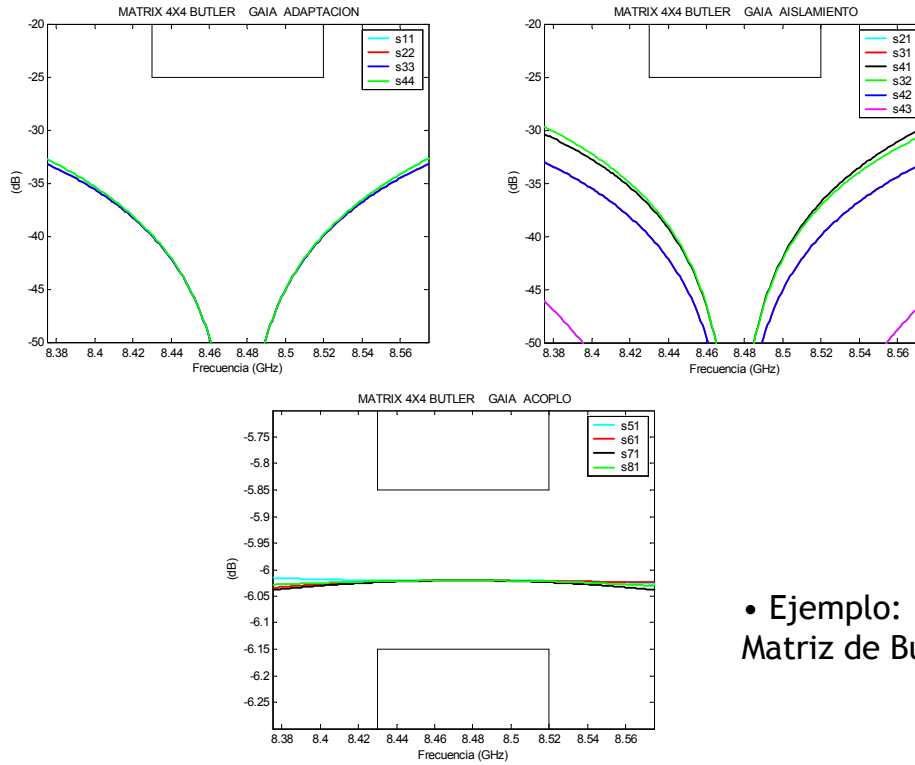 MATRIX 4X4 BUTLER GAIA ADAPTACION
-20
-25
-30
-35
-40
-45
-50
(dB)
s11
s22
s33
s44
8.38 8.4 8.42 8.44 8.46 8.48 8.5 8.52 8.54 8.56
Frecuencia (GHz)
MATRIX 4X4 BUTLER GAIA AISLAMIENTO
-20
-25
-30
-35
-40
-45
-50
(dB)
s21
s31
s41
s32
s42
s43
8.38 8.4 8.42 8.44 8.46 8.48 8.5 8.52 8.54 8.56
Frecuencia (GHz)
MATRIX 4X4 BUTLER GAIA ACOPLO
-5.75
-5.8
-5.85
-5.9
-5.95
-6
-6.05
-6.1
-6.15
-6.2
-6.25
(dB)
s51
s61
s71
s81
8.38 8.4 8.42 8.44 8.46 8.48 8.5 8.52 8.54 8.56
Frecuencia (GHz)
• Ejemplo:
Matriz de Bu